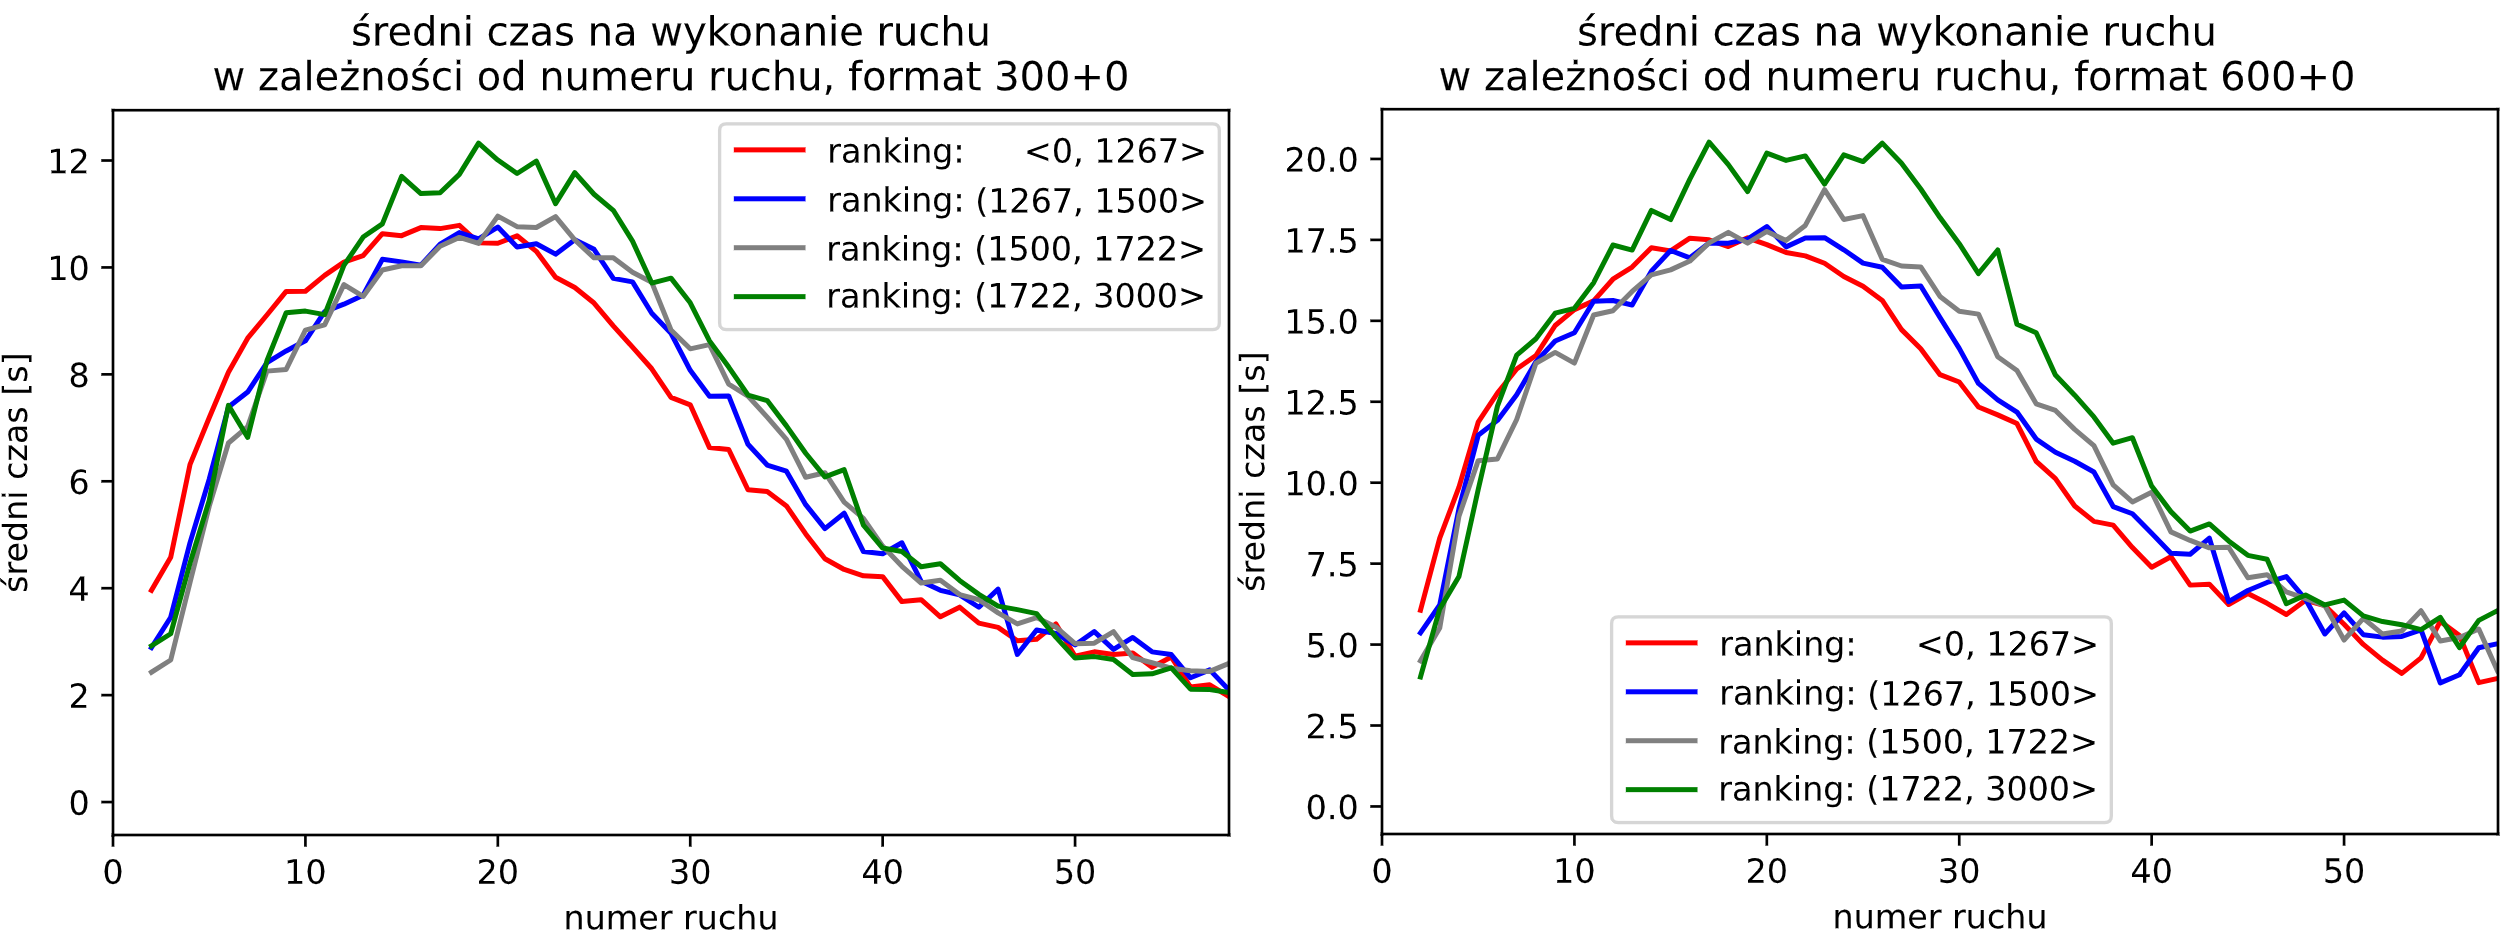 średni czas na wykonanie ruchu
w zależności od numeru ruchu, format 300+0
ranking: <0, 1267>
ranking: (1267, 1500>
ranking: (1500, 1722>
ranking: (1722, 3000>
średni czas [s]
12
10
8
6
4
2
0
0 10 20 30 40 50
numer ruchu
średni czas na wykonanie ruchu
w zależności od numeru ruchu, format 600+0
średni czas [s]
20.0
17.5
15.0
12.5
10.0
7.5
5.0
2.5
0.0
ranking: <0, 1267>
ranking: (1267, 1500>
ranking: (1500, 1722>
ranking: (1722, 3000>
0 10 20 30 40 50
numer ruchu